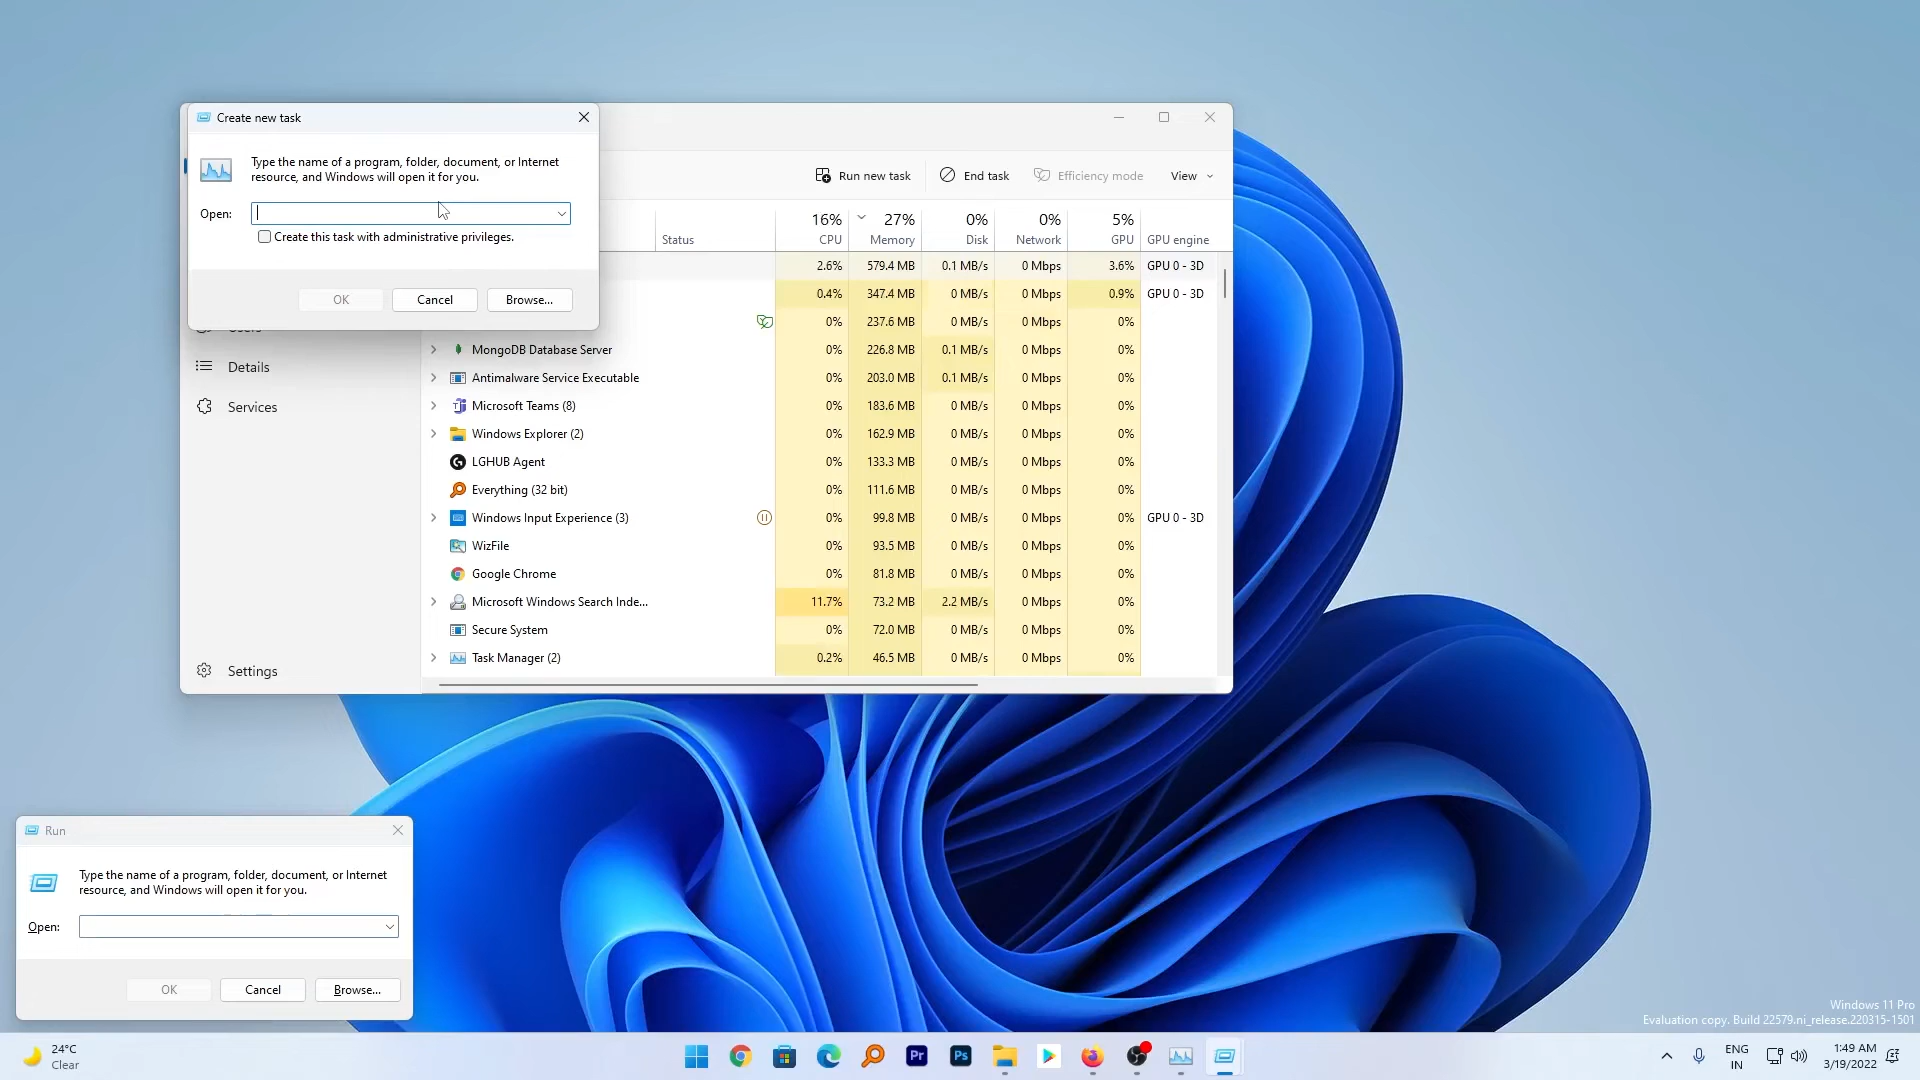 Create new task
Type the name of a program, folder, document, or Internet
resource, and Windows will open it for you.
Open:
Create this task with administrative privileges.
OK
Cancel
Browse...
Run new task
End task
Efficiency mode
View
Details
Services
Settings
Status
16% CPU
27% Memory
0% Disk
0% Network
5% GPU
GPU engine
2.6% 579.4 MB 0.1 MB/s 0 Mbps 3.6% GPU 0 - 3D
0.4% 347.4 MB 0 MB/s 0 Mbps 0.9% GPU 0 - 3D
0% 237.6 MB 0 MB/s 0 Mbps 0%
MongoDB Database Server 0% 226.8 MB 0.1 MB/s 0 Mbps 0%
Antimalware Service Executable 0% 203.0 MB 0.1 MB/s 0 Mbps 0%
Microsoft Teams (8) 0% 183.6 MB 0 MB/s 0 Mbps 0%
Windows Explorer (2) 0% 162.9 MB 0 MB/s 0 Mbps 0%
LGHUB Agent 0% 133.3 MB 0 MB/s 0 Mbps 0%
Everything (32 bit) 0% 111.6 MB 0 MB/s 0 Mbps 0%
Windows Input Experience (3) 0% 99.8 MB 0 MB/s 0 Mbps 0% GPU 0 - 3D
WizFile 0% 93.5 MB 0 MB/s 0 Mbps 0%
Google Chrome 0% 81.8 MB 0 MB/s 0 Mbps 0%
Microsoft Windows Search Inde... 11.7% 73.2 MB 2.2 MB/s 0 Mbps 0%
Secure System 0% 72.0 MB 0 MB/s 0 Mbps 0%
Task Manager (2) 0.2% 46.5 MB 0 MB/s 0 Mbps 0%
Run
Type the name of a program, folder, document, or Internet
resource, and Windows will open it for you.
Open:
OK
Cancel
Browse...
Windows 11 Pro
Evaluation copy. Build 22579.ni_release.220315-1501
24°C
Clear
Pr
Ps
ENG
IN
1:49 AM
3/19/2022